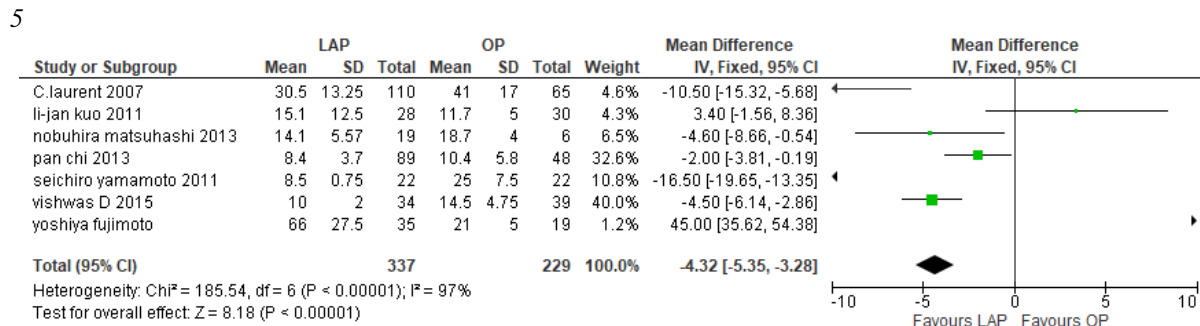 5
LAP OP Mean Difference Mean Difference
Study or Subgroup Mean SD Total Mean SD Total Weight IV, Fixed, 95% CI IV, Fixed, 95% CI
C.laurent 2007 30.5 13.25 110 41 17 65 4.6% -10.50 [-15.32, -5.68]
li-jan kuo 2011 15.1 12.5 28 11.7 5 30 4.3% 3.40 [-1.56, 8.36]
nobuhira matsuhashi 2013 14.1 5.57 19 18.7 4 6 6.5% -4.60 [-8.66, -0.54]
pan chi 2013 8.4 3.7 89 10.4 5.8 48 32.6% -2.00 [-3.81, -0.19]
seichiro yamamoto 2011 8.5 0.75 22 25 7.5 22 10.8% -16.50 [-19.65, -13.35]
vishwas D 2015 10 2 34 14.5 4.75 39 40.0% -4.50 [-6.14, -2.86]
yoshiya fujimoto 66 27.5 35 21 5 19 1.2% 45.00 [35.62, 54.38]
Total (95% CI) 337 229 100.0% -4.32 [-5.35, -3.28]
Heterogeneity: Chi² = 185.54, df = 6 (P < 0.00001); I² = 97%
Test for overall effect: Z = 8.18 (P < 0.00001)
-10 -5 0 5 10
Favours LAP Favours OP